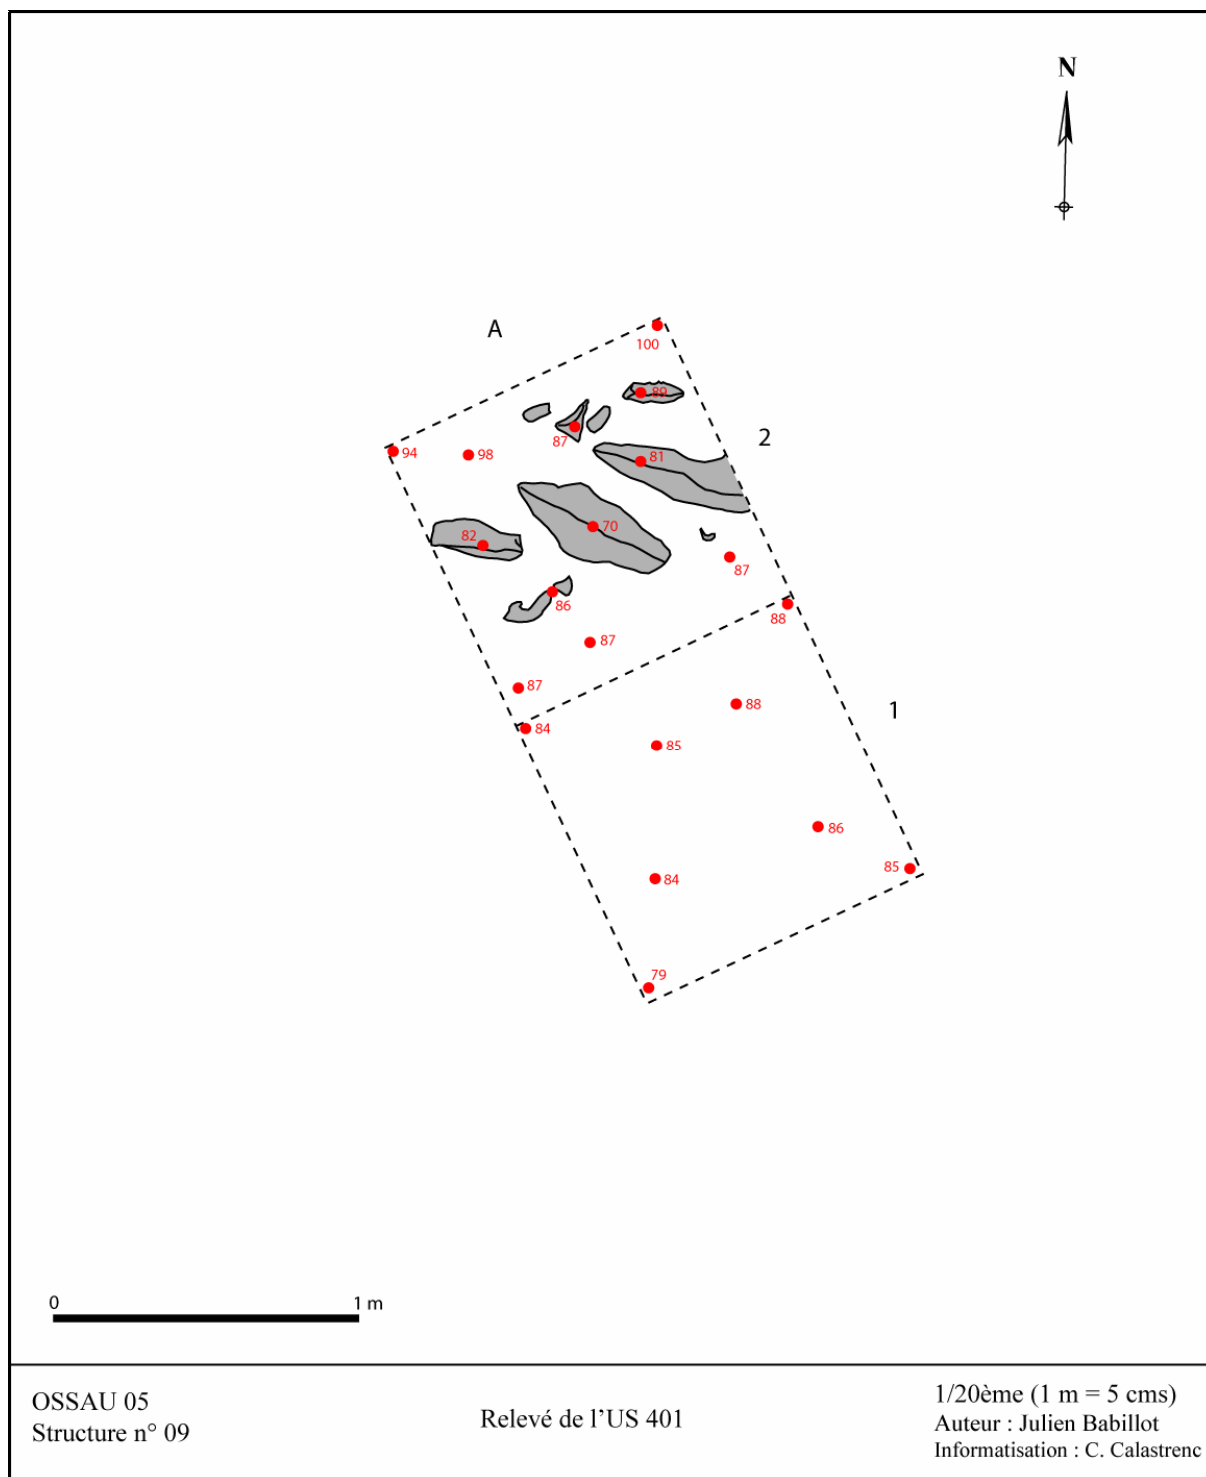 N
A
100
89
87
2
94
98
81
70
82
87
86
88
87
87
88
1
84
85
86
85
84
79
0 1 m
OSSAU 05
Structure n° 09
Relevé de l'US 401
1/20ème (1 m = 5 cms)
Auteur : Julien Babillot
Informatisation : C. Calastrenc